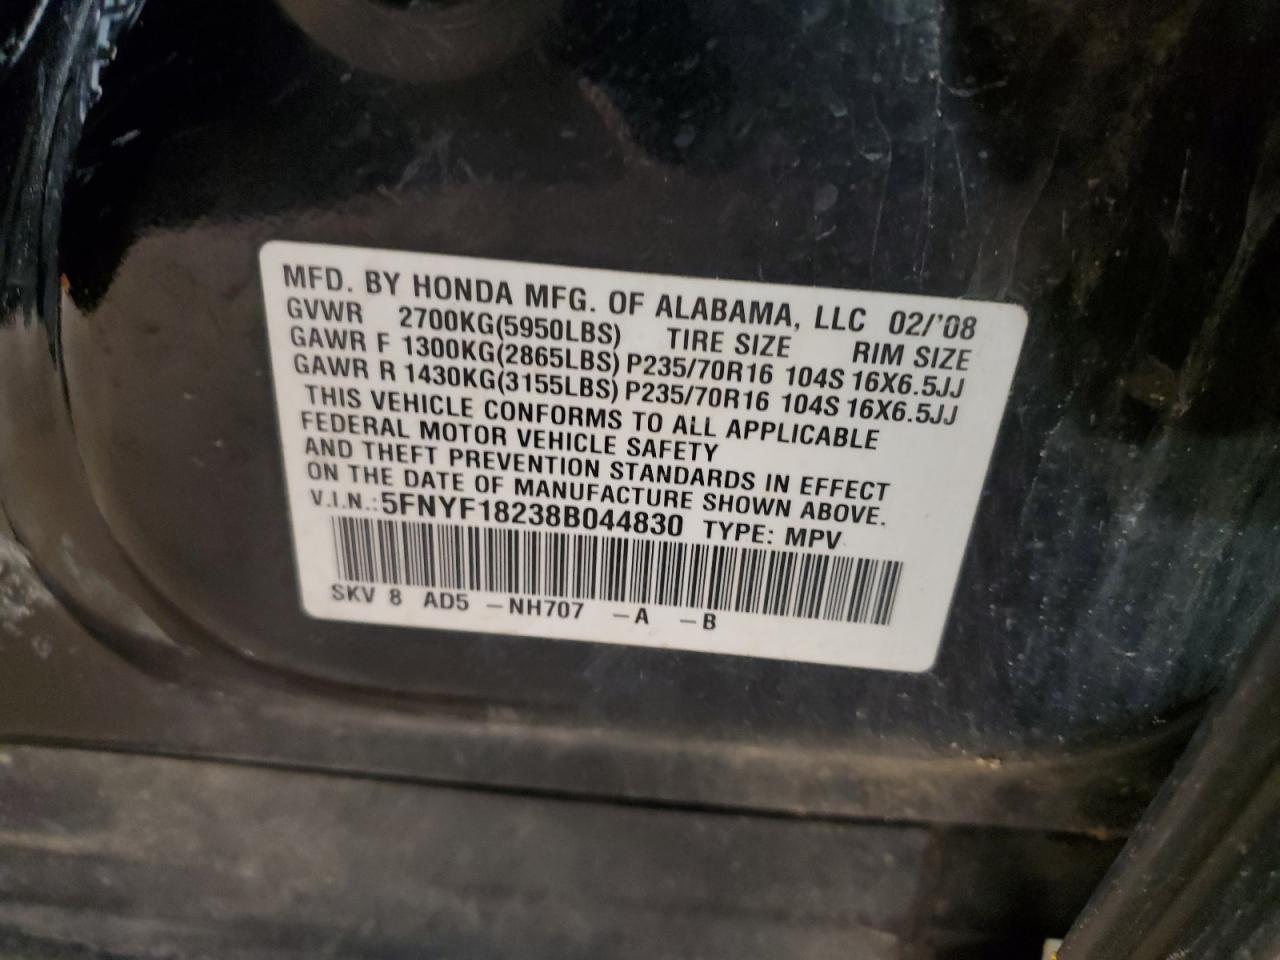 MFD. BY HONDA MFG. OF ALABAMA, LLC 02/'08
GVWR 2700KG(5950LBS) TIRE SIZE RIM SIZE
GAWR F 1300KG(2865LBS) P235/70R16 104S 16X6.5JJ
GAWR R 1430KG(3155LBS) P235/70R16 104S 16X6.5JJ
THIS VEHICLE CONFORMS TO ALL APPLICABLE
FEDERAL MOTOR VEHICLE SAFETY
AND THEFT PREVENTION STANDARDS IN EFFECT
ON THE DATE OF MANUFACTURE SHOWN ABOVE.
V.I.N.: 5FNYF18238B044830 TYPE: MPV
SKV 8 AD5 -NH707 -A -B